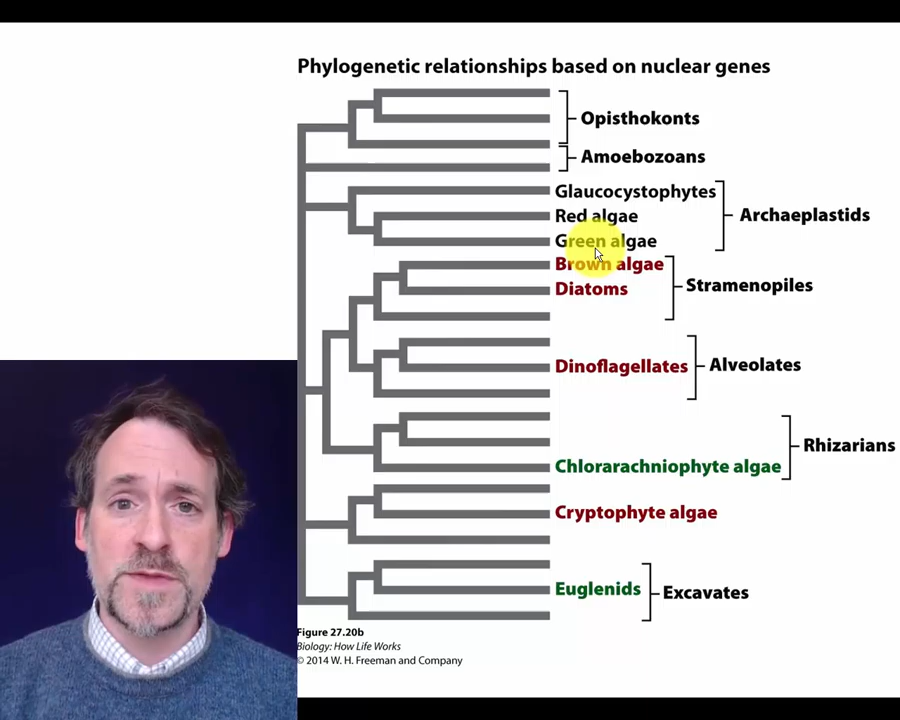 Phylogenetic relationships based on nuclear genes
Opisthokonts
Amoebozoans
Glaucocystophytes
Red algae
Archaeplastids
Green algae
Brown algae
Diatoms
Stramenopiles
Dinoflagellates
Alveolates
Rhizarians
Chlorarachniophyte algae
Cryptophyte algae
Euglenids
Excavates
Figure 27.20b
Biology: How Life Works
© 2014 W. H. Freeman and Company